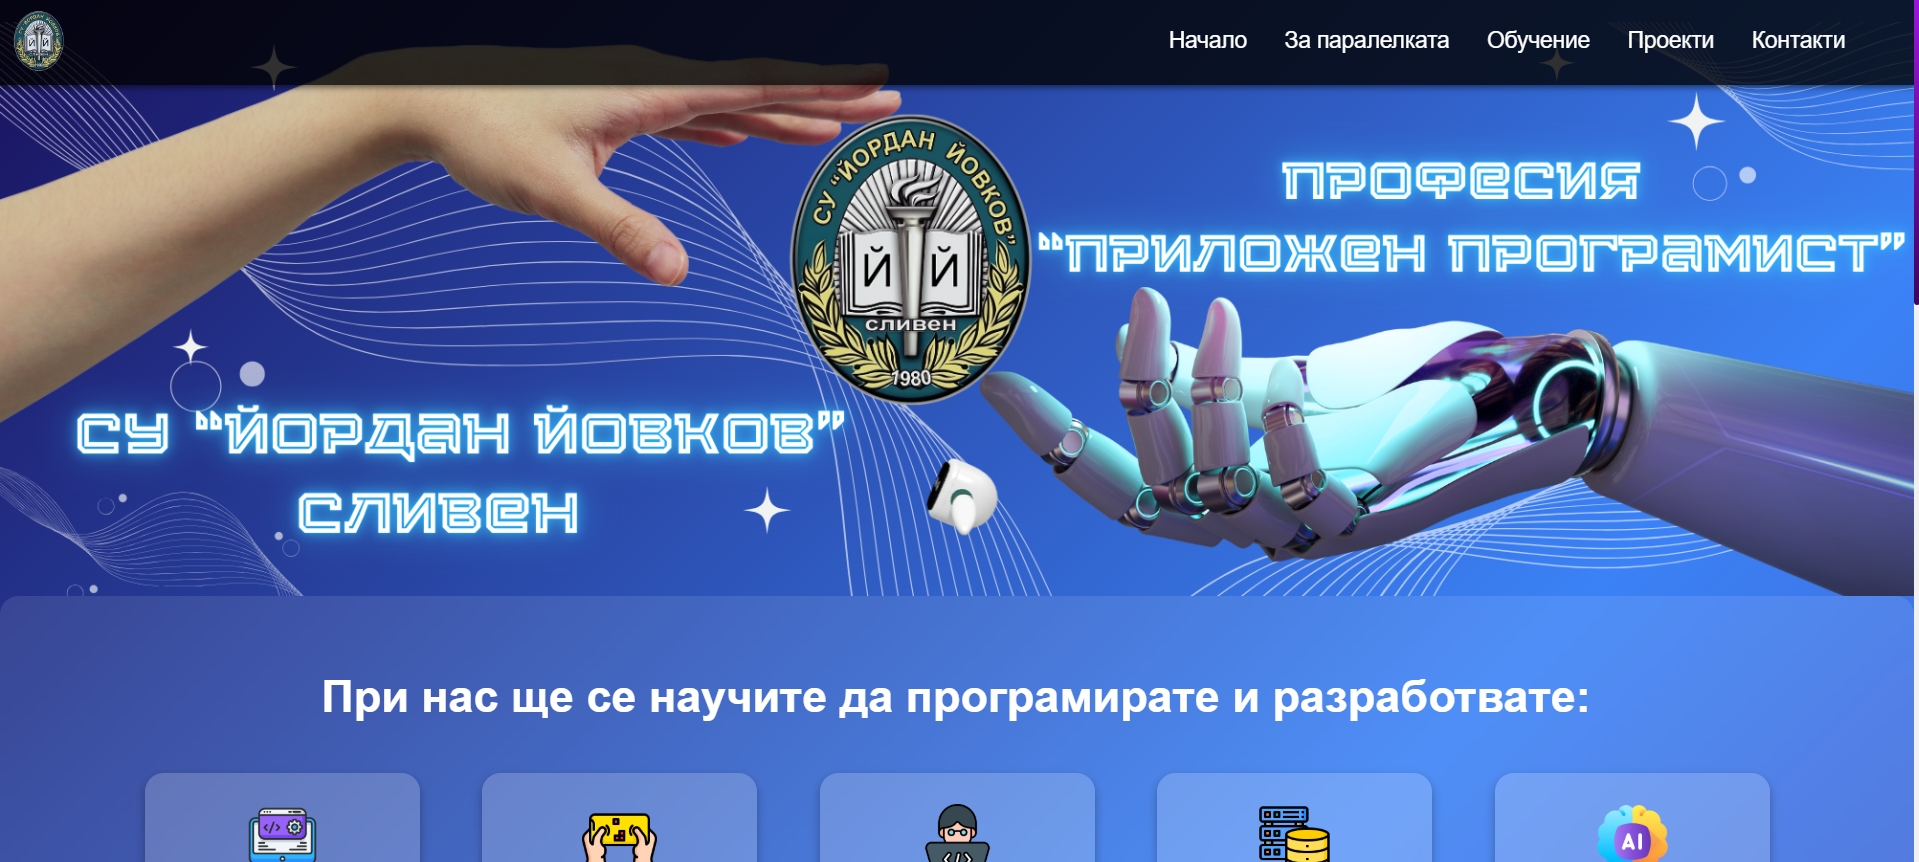 Начало За паралелката Обучение Проекти Контакти
СУ “ЙОРДАН ЙОВКОВ”
Й Й
СЛИВЕН
1980
ПРОФЕСИЯ
“ПРИЛОЖЕН ПРОГРАМИСТ”
СУ “ЙОРДАН ЙОВКОВ”
СЛИВЕН
При нас ще се научите да програмирате и разработвате:
</>
</>
AI